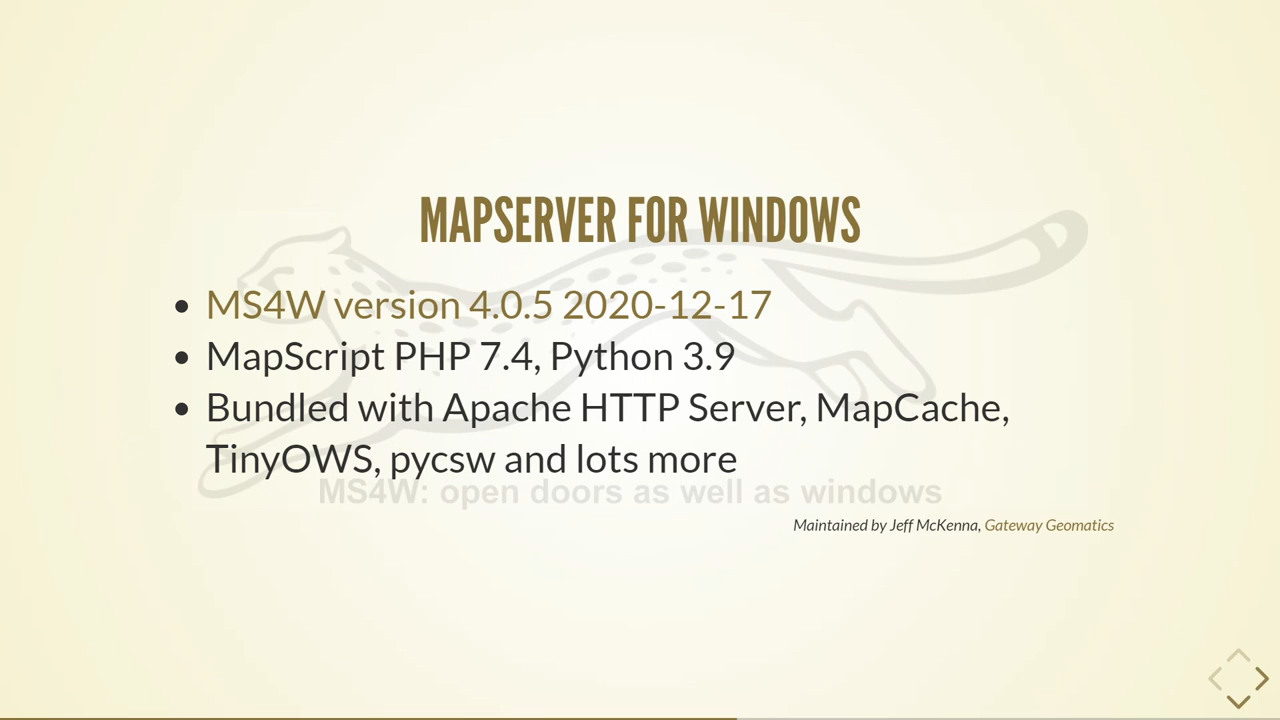 MAPSERVER FOR WINDOWS
• MS4W version 4.0.5 2020-12-17
• MapScript PHP 7.4, Python 3.9
• Bundled with Apache HTTP Server, MapCache,
TinyOWS, pycsw and lots more
MS4W: open doors as well as windows
Maintained by Jeff McKenna, Gateway Geomatics